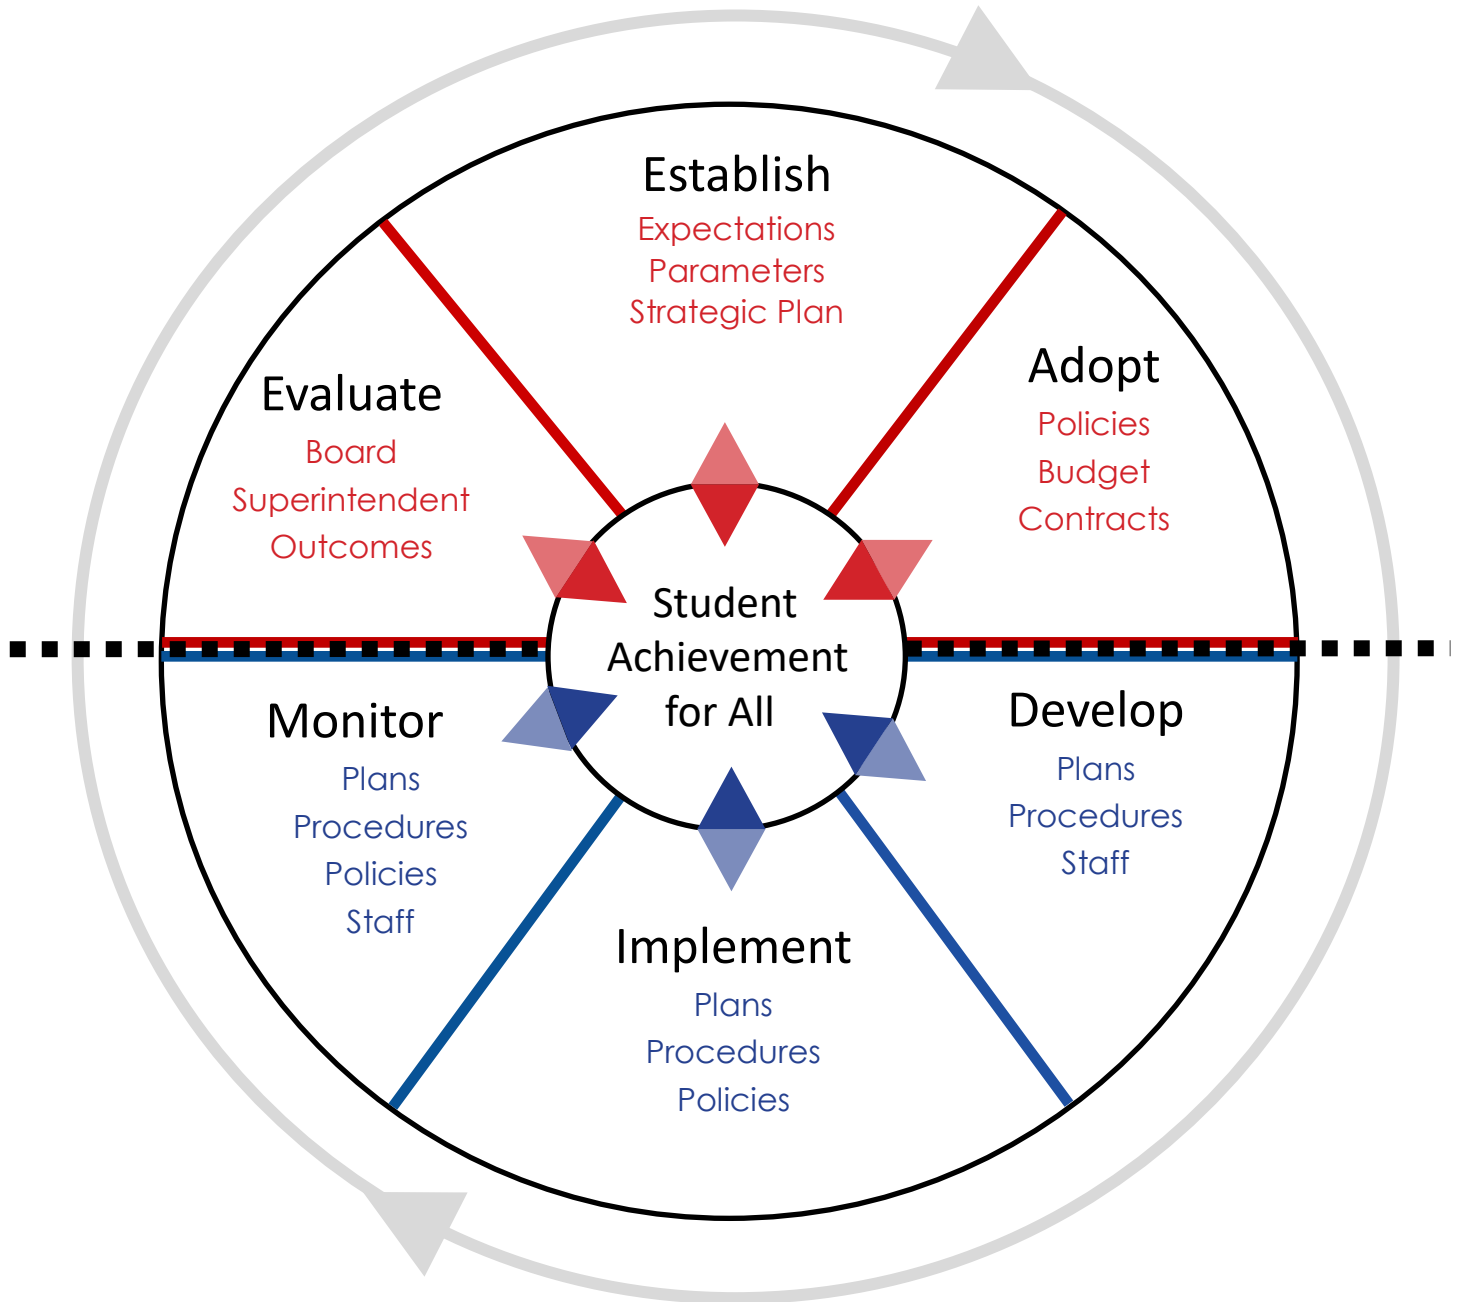 Establish
Expectations
Parameters
Strategic Plan
Adopt
Policies
Budget
Contracts
Evaluate
Board
Superintendent
Outcomes
Student
Achievement
for All
Monitor
Plans
Procedures
Policies
Staff
Develop
Plans
Procedures
Staff
Implement
Plans
Procedures
Policies